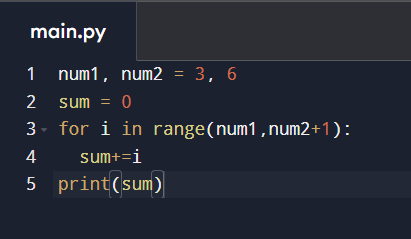 main.py
1 num1, num2 = 3, 6
2 sum = 0
3 for i in range(num1,num2+1):
4   sum+=i
5 print(sum)